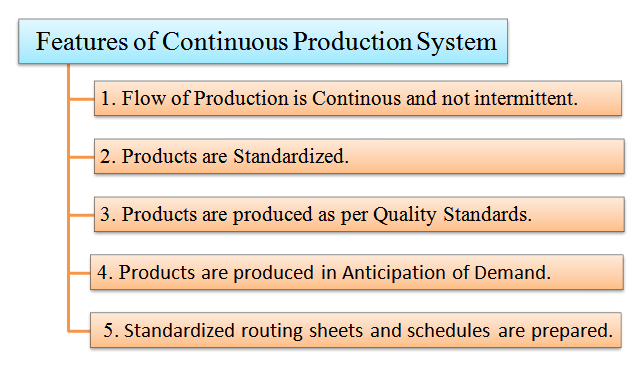 Features of Continuous Production System
1. Flow of Production is Continous and not intermittent.
2. Products are Standardized.
3. Products are produced as per Quality Standards.
4. Products are produced in Anticipation of Demand.
5. Standardized routing sheets and schedules are prepared.